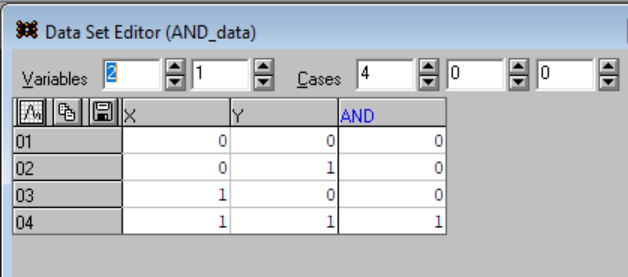 Data Set Editor (AND_data)
Variables 2 1 Cases 4 0 0
X Y AND
01 0 0 0
02 0 1 0
03 1 0 0
04 1 1 1